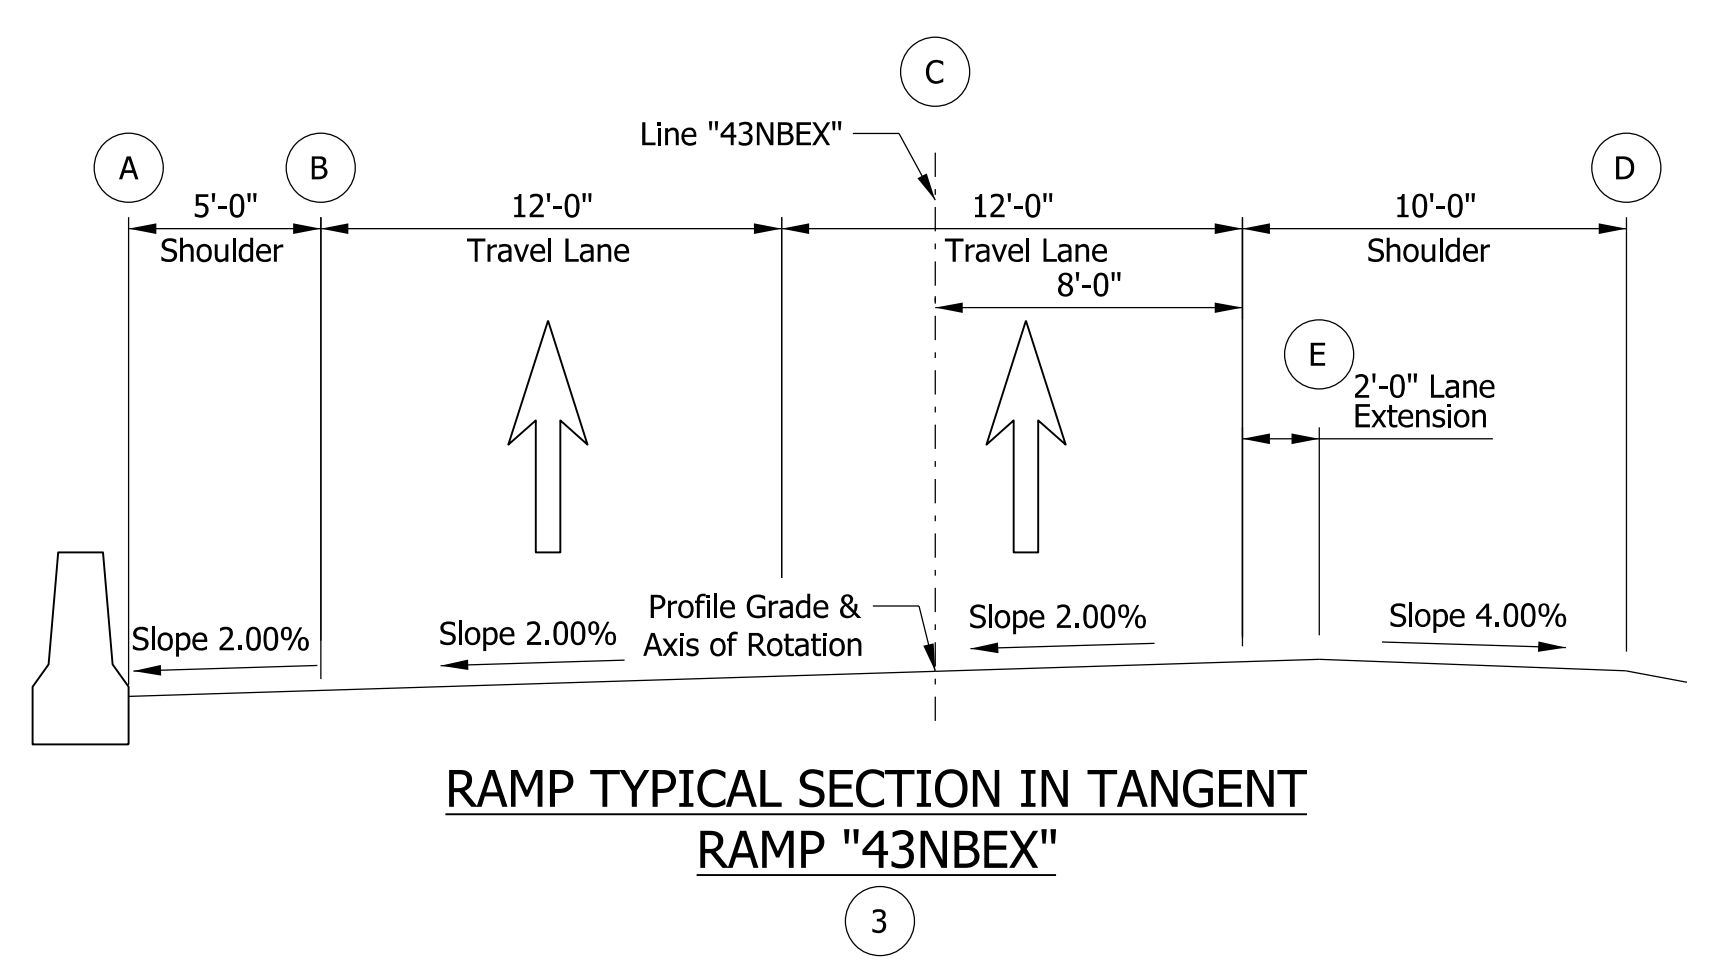 C
Line "43NBEX"
A
B
D
5'-0"
12'-0"
12'-0"
10'-0"
Shoulder
Travel Lane
Travel Lane
Shoulder
8'-0"
E
2'-0" Lane
Extension
Slope 2.00%
Slope 2.00%
Profile Grade &
Axis of Rotation
Slope 2.00%
Slope 4.00%
RAMP TYPICAL SECTION IN TANGENT
RAMP "43NBEX"
3